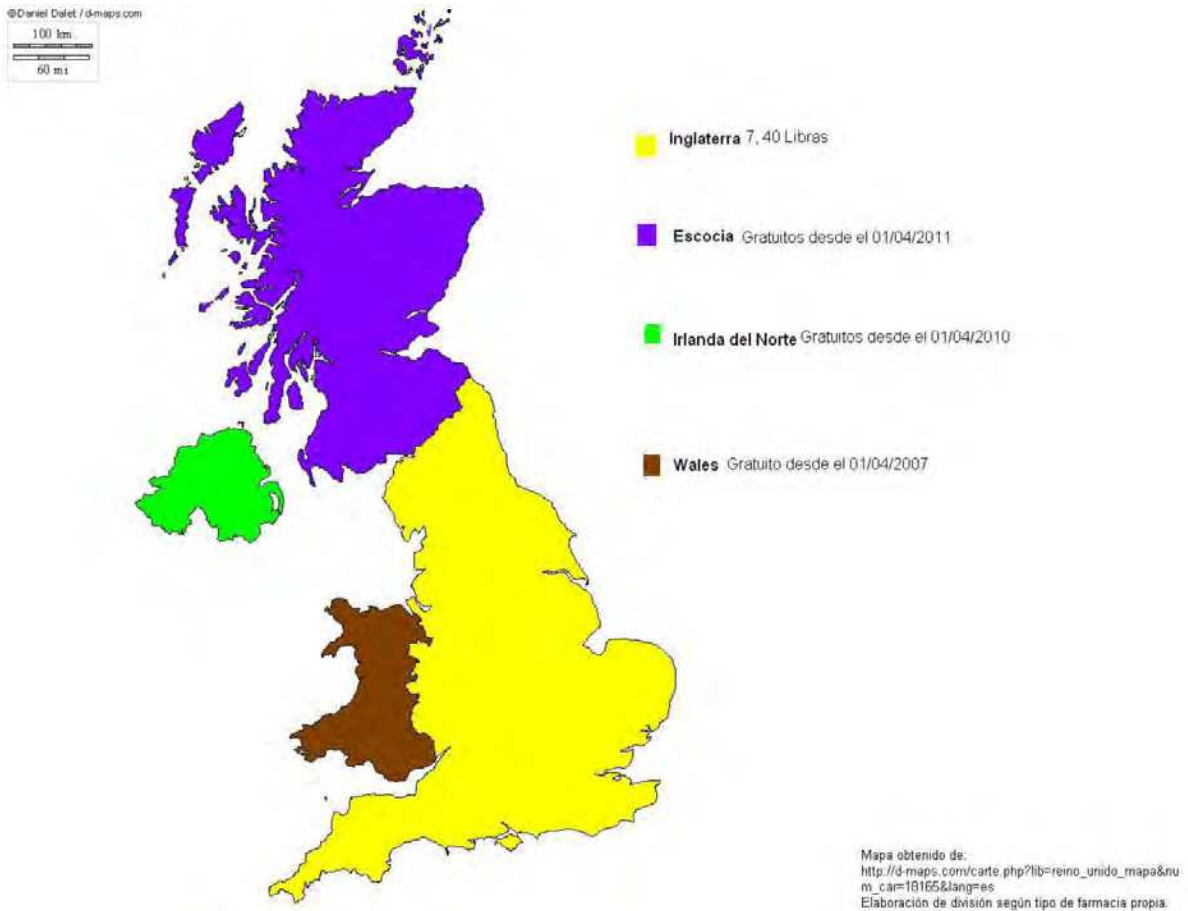 ©Daniel Dalet / d-maps.com
100 km
60 mi
Inglaterra 7, 40 Libras
Escocia Gratuitos desde el 01/04/2011
Irlanda del Norte Gratuitos desde el 01/04/2010
Wales Gratuito desde el 01/04/2007
Mapa obtenido de:
http://d-maps.com/carte.php?lib=reino_unido_mapa&nu
m_car=18165&lang=es
Elaboración de división según tipo de farmacia propia.